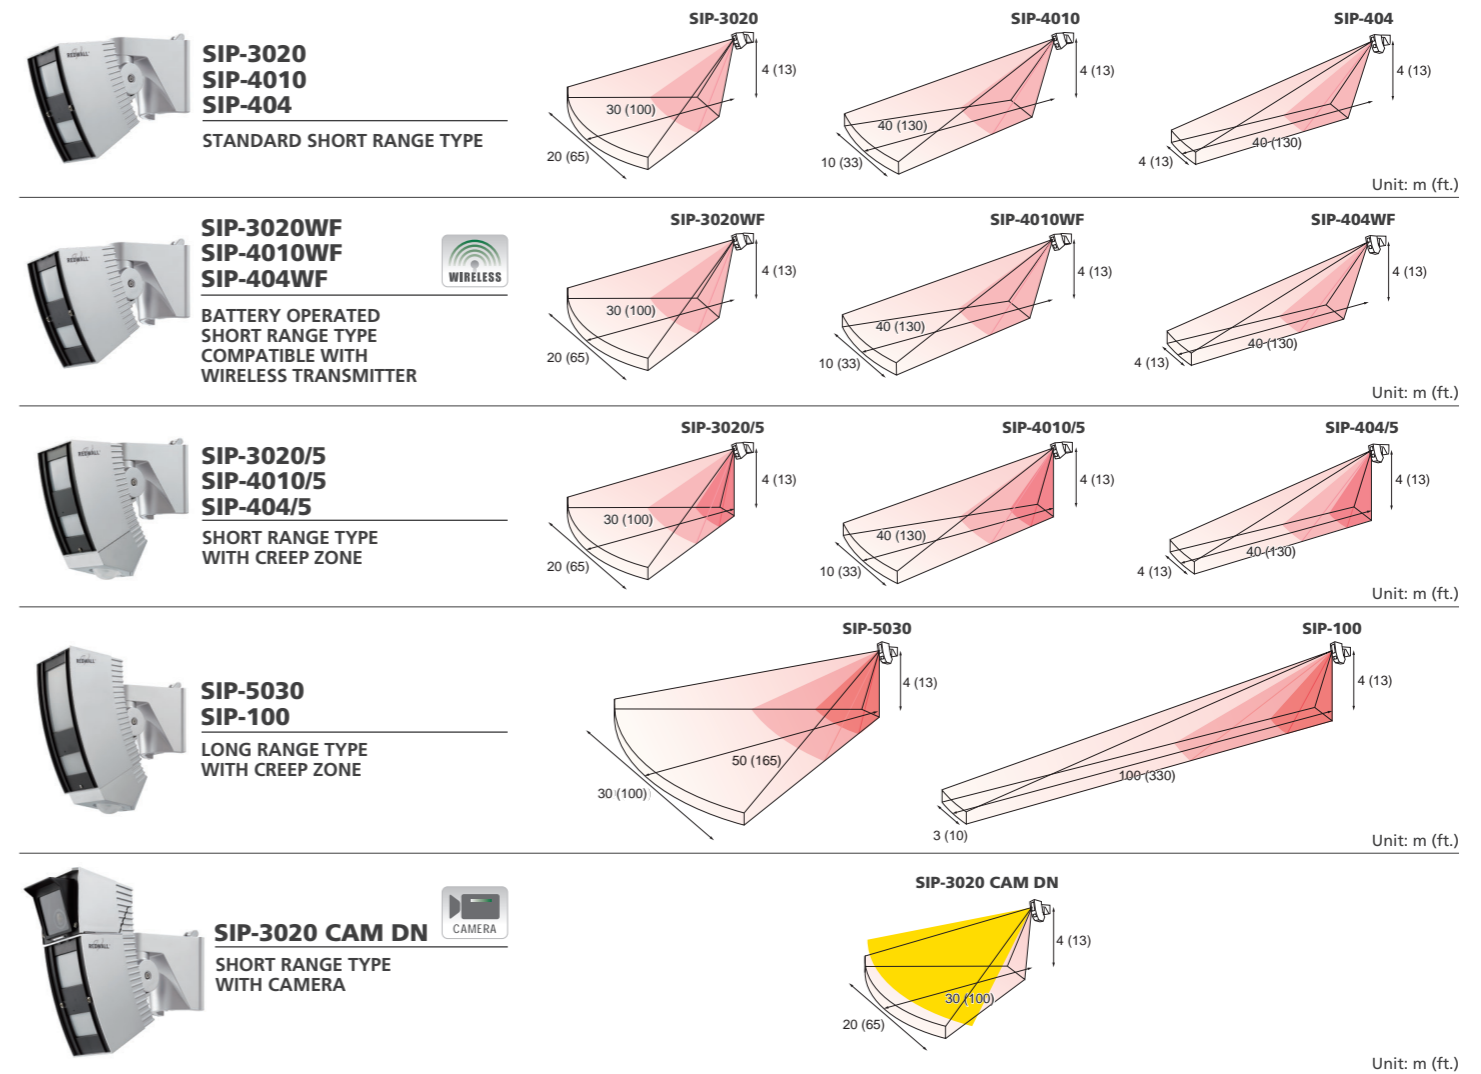 REDWALL
SIP-3020
SIP-4010
SIP-404
STANDARD SHORT RANGE TYPE
SIP-3020
4 (13)
30 (100)
20 (65)
SIP-4010
4 (13)
40 (130)
10 (33)
SIP-404
4 (13)
40 (130)
4 (13)
Unit: m (ft.)
REDWALL
SIP-3020WF
SIP-4010WF
SIP-404WF
WIRELESS
BATTERY OPERATED
SHORT RANGE TYPE
COMPATIBLE WITH
WIRELESS TRANSMITTER
SIP-3020WF
4 (13)
30 (100)
20 (65)
SIP-4010WF
4 (13)
40 (130)
10 (33)
SIP-404WF
4 (13)
40 (130)
4 (13)
Unit: m (ft.)
REDWALL
SIP-3020/5
SIP-4010/5
SIP-404/5
SHORT RANGE TYPE
WITH CREEP ZONE
SIP-3020/5
4 (13)
30 (100)
20 (65)
SIP-4010/5
4 (13)
40 (130)
10 (33)
SIP-404/5
4 (13)
40 (130)
4 (13)
Unit: m (ft.)
REDWALL
SIP-5030
SIP-100
LONG RANGE TYPE
WITH CREEP ZONE
SIP-5030
4 (13)
50 (165)
30 (100)
SIP-100
4 (13)
100 (330)
3 (10)
Unit: m (ft.)
REDWALL
SIP-3020 CAM DN
CAMERA
SHORT RANGE TYPE
WITH CAMERA
SIP-3020 CAM DN
4 (13)
30 (100)
20 (65)
Unit: m (ft.)